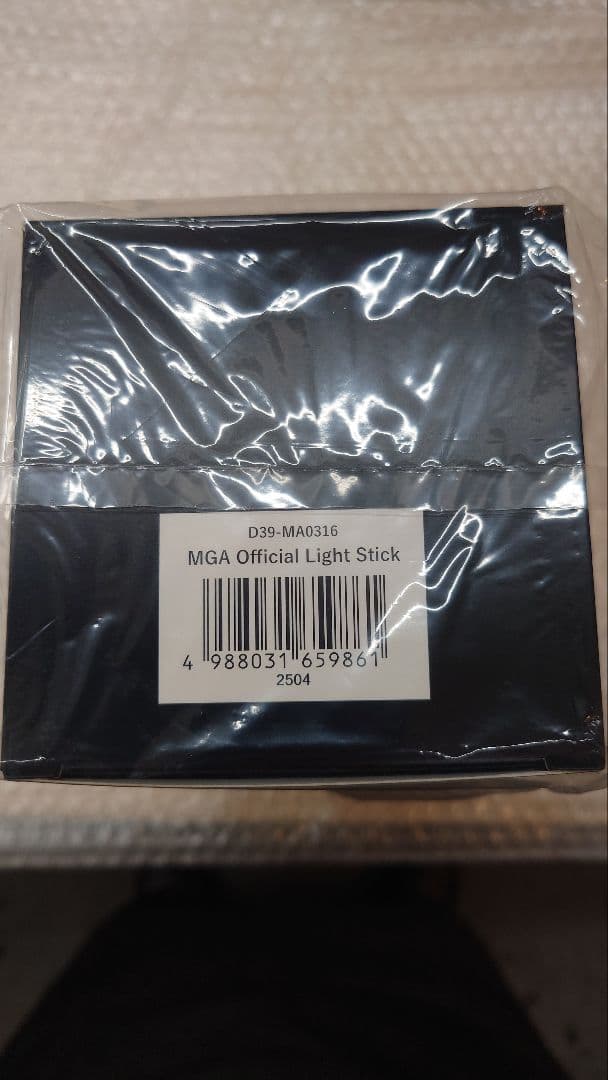 D39-MA0316
MGA Official Light Stick
4 988031 659861
2504